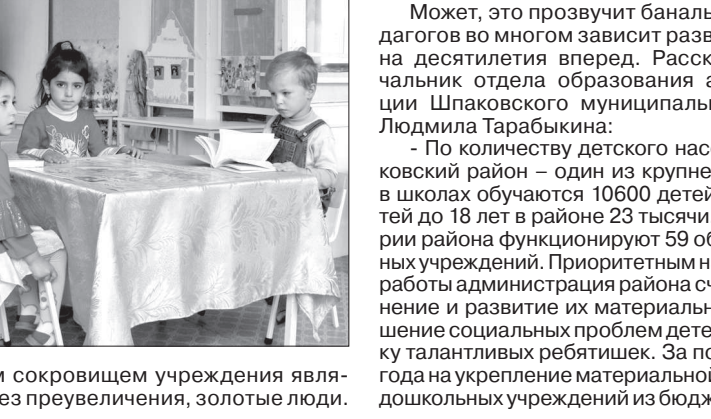 м сокровищем учреждения явля-
ез преувеличения, золотые люди.
Может, это прозвучит баналь
дагогов во многом зависит разв
на десятилетия вперед. Расск
чальник отдела образования а
ции Шпаковского муниципаль
Людмила Тарабыкина:
- По количеству детского нас
ковский район – один из крупне
в школах обучаются 10600 детей
тей до 18 лет в районе 23 тысячи
рии района функционируют 59 об
ных учреждений. Приоритетным н
работы администрация района сч
нение и развитие их материальн
шение социальных проблем дете
ку талантливых ребятишек. За по
года на укрепление материальной
дошкольных учреждений из бюдж